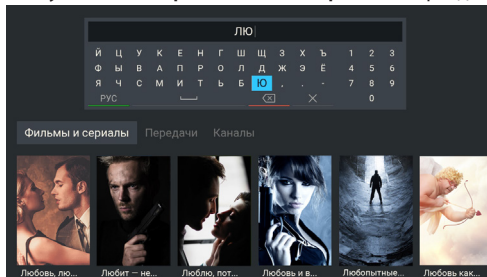 ЛЮ
Й Ц У К Е Н Г Ш Щ З Х Ъ 1 2 3
Ф Ы В А П Р О Л Д Ж Э Ё 4 5 6
Я Ч С М И Т Ь Б Ю , . - 7 8 9
РУС 0
Фильмы и сериалы Передачи Каналы
Любовь, лю... Любит – не... Люблю, пот... Любовь и в... Любопытные... Любовь как...